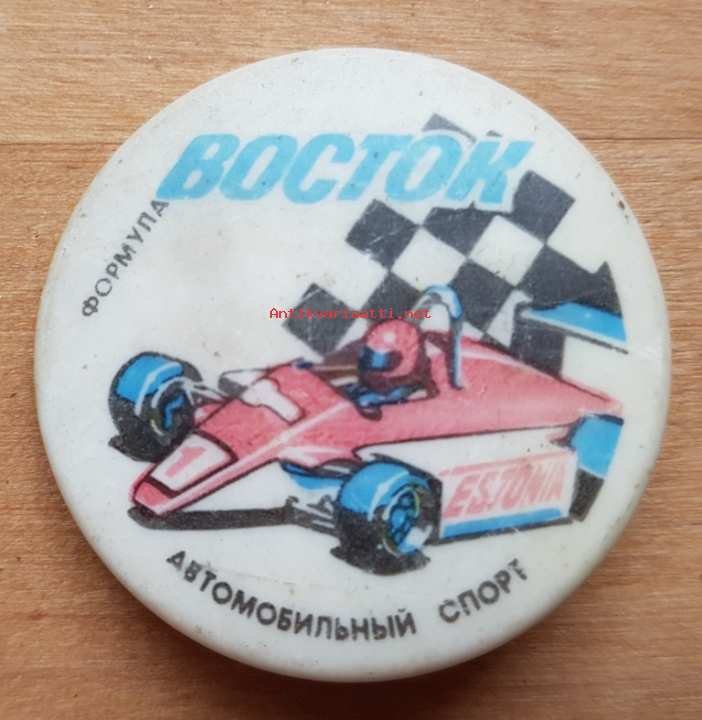 ВОСТОК
ФОРМУЛА
Antikvariaatti.net
1
ESTONIA
АВТОМОБИЛЬНЫЙ СПОРТ